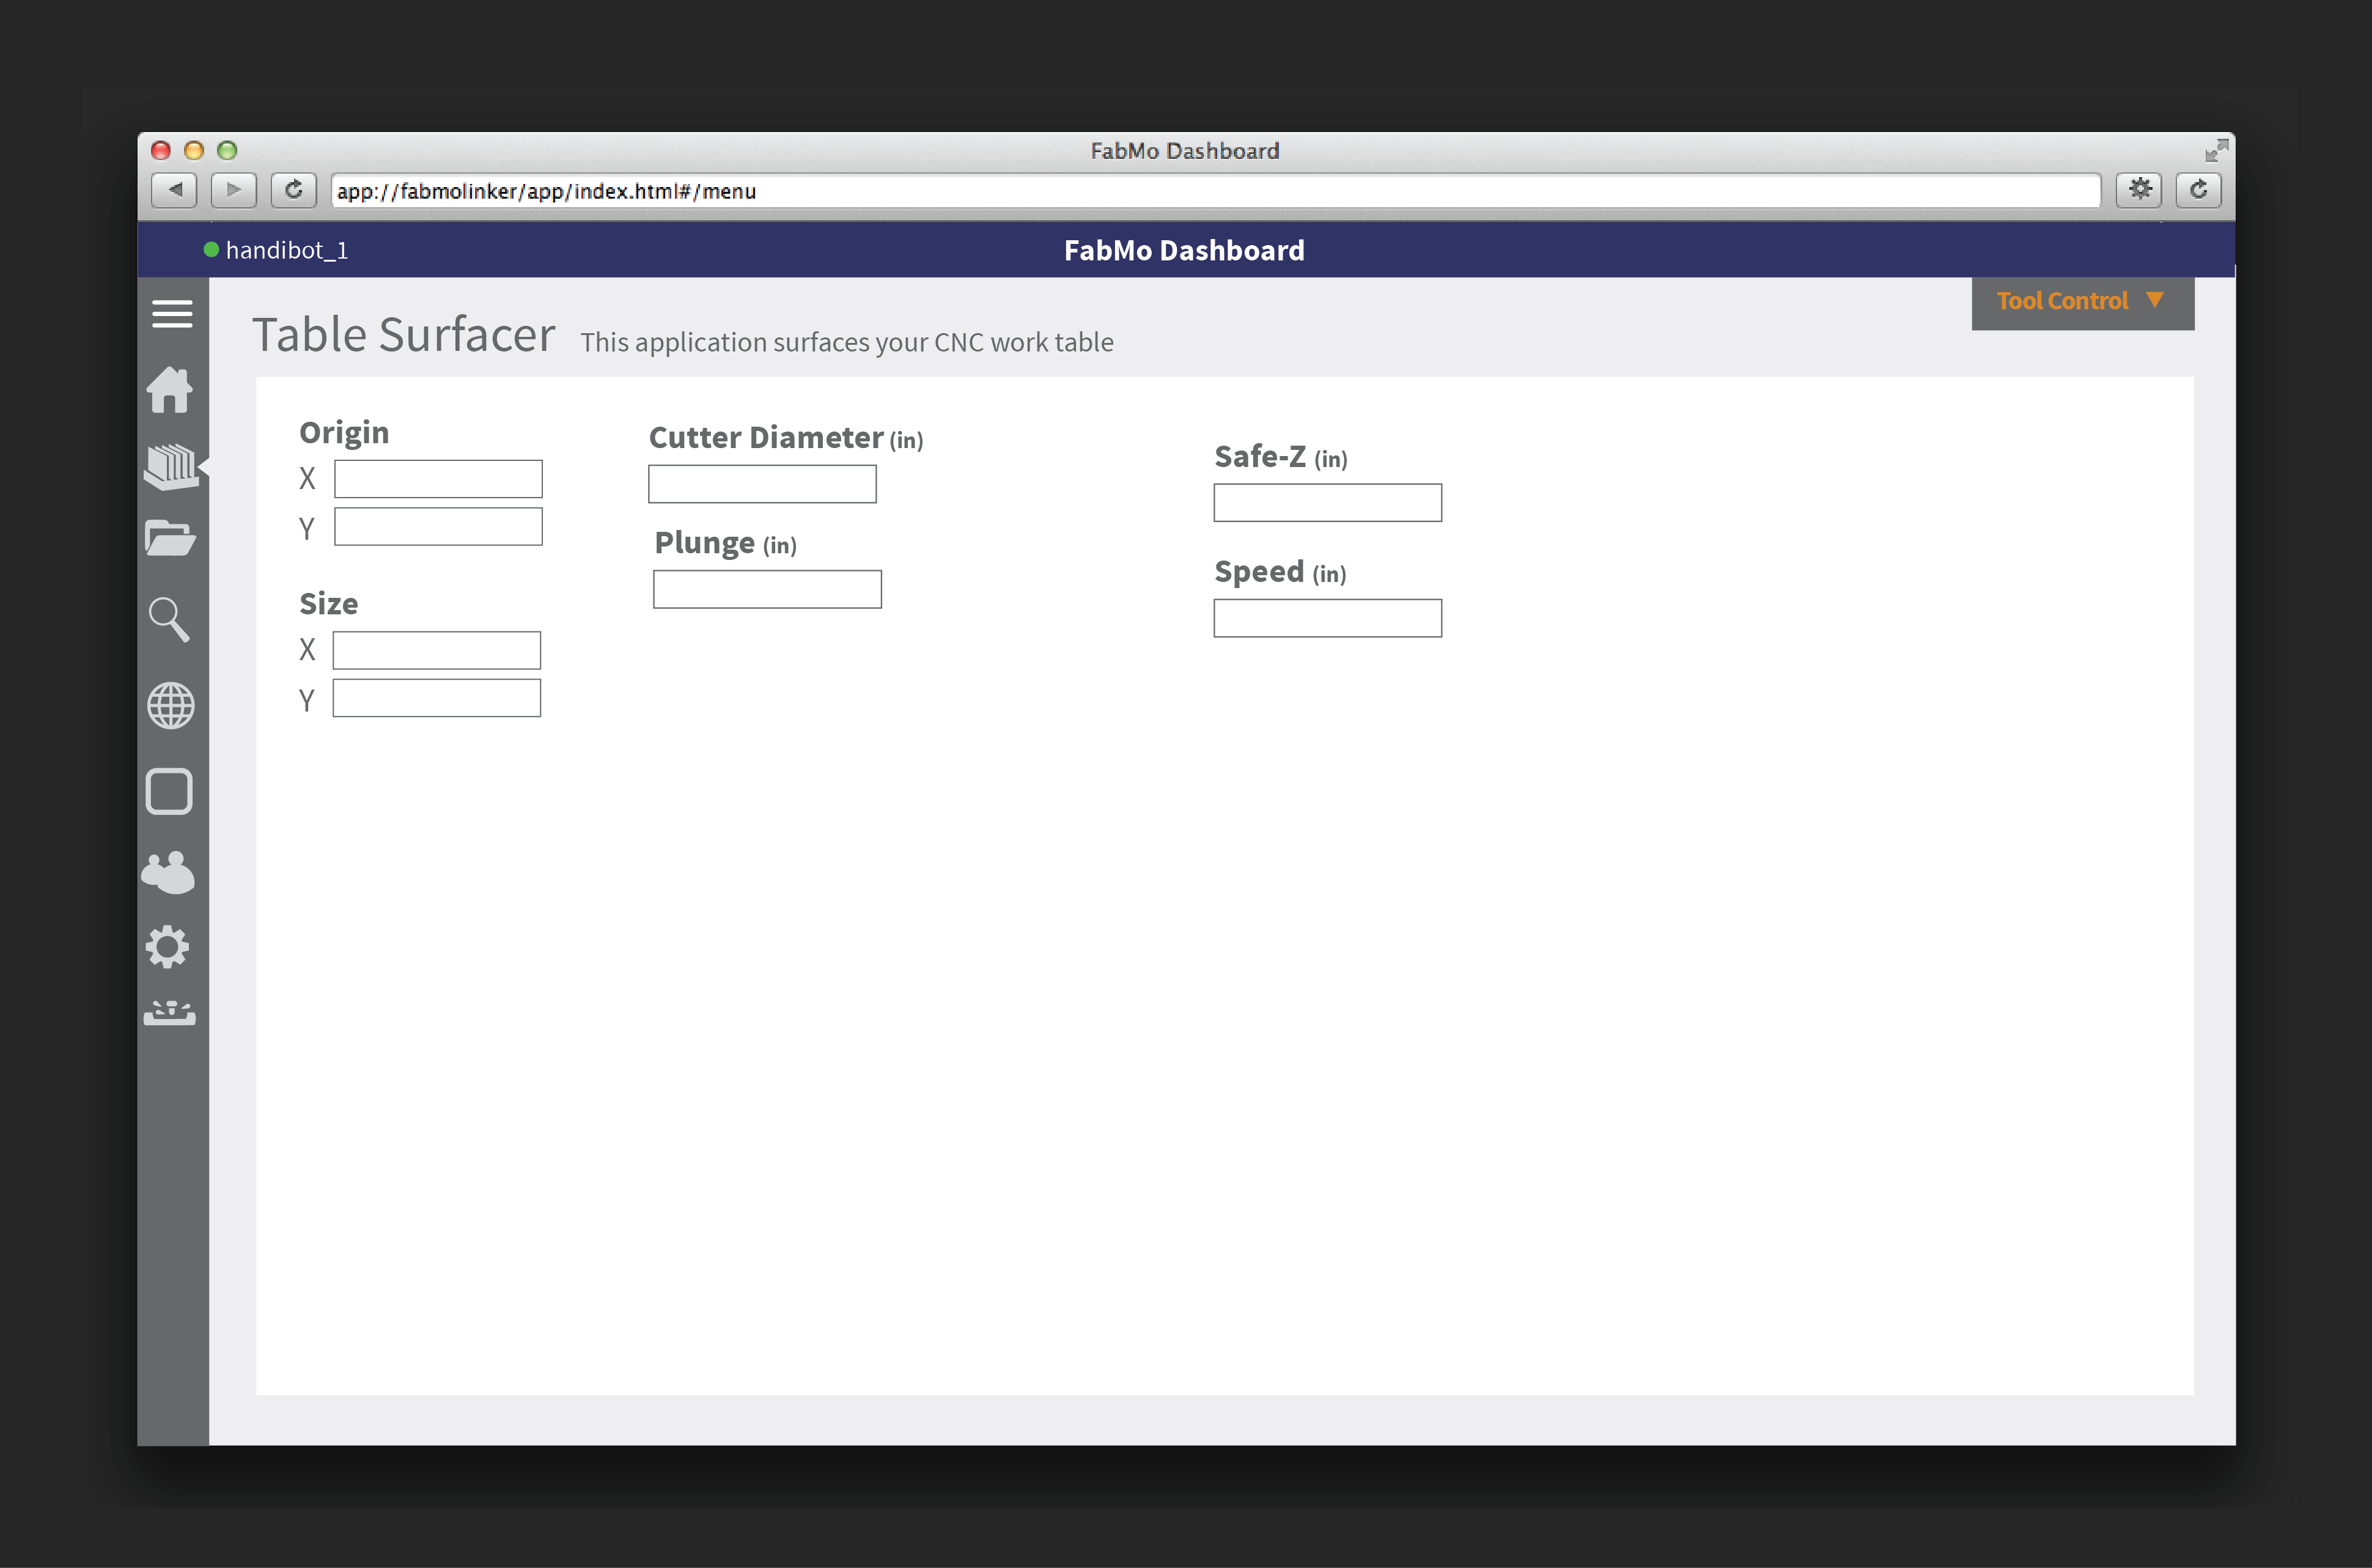 FabMo Dashboard
app://fabmolinker/app/index.html#/menu
handibot_1
FabMo Dashboard
Tool Control
Table Surfacer This application surfaces your CNC work table
Origin
X
Y
Size
X
Y
Cutter Diameter (in)
Plunge (in)
Safe-Z (in)
Speed (in)